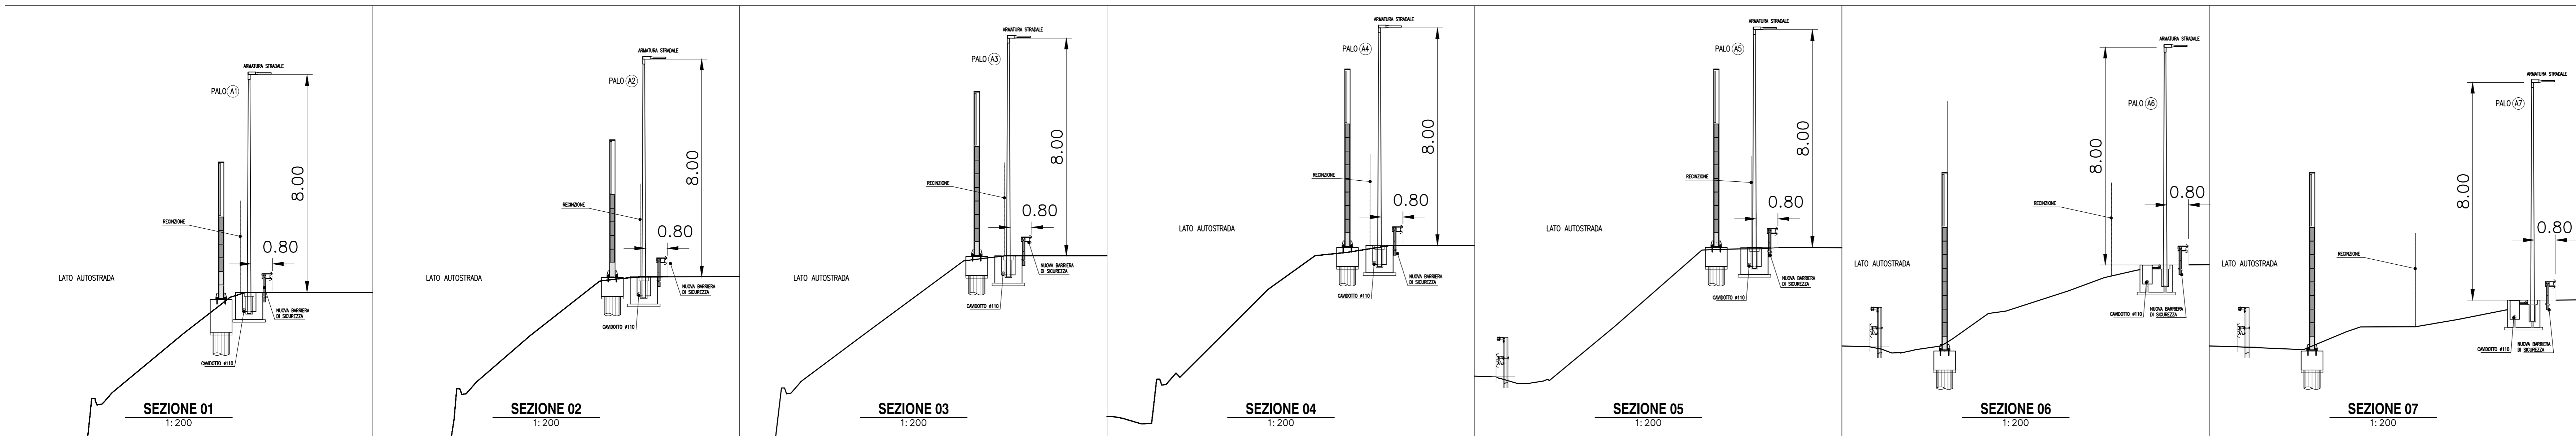 ARMATURA STRADALE
PALO A1
8.00
RECINZIONE
0.80
LATO AUTOSTRADA
NUOVA BARRIERA
DI SICUREZZA
CAVIDOTTO ø110
SEZIONE 01
1:200
ARMATURA STRADALE
PALO A2
8.00
RECINZIONE
0.80
LATO AUTOSTRADA
NUOVA BARRIERA
DI SICUREZZA
CAVIDOTTO ø110
SEZIONE 02
1:200
ARMATURA STRADALE
PALO A3
8.00
RECINZIONE
0.80
LATO AUTOSTRADA
NUOVA BARRIERA
DI SICUREZZA
CAVIDOTTO ø110
SEZIONE 03
1:200
ARMATURA STRADALE
PALO A4
8.00
RECINZIONE
0.80
LATO AUTOSTRADA
NUOVA BARRIERA
DI SICUREZZA
CAVIDOTTO ø110
SEZIONE 04
1:200
ARMATURA STRADALE
PALO A5
8.00
RECINZIONE
0.80
LATO AUTOSTRADA
NUOVA BARRIERA
DI SICUREZZA
CAVIDOTTO ø110
SEZIONE 05
1:200
ARMATURA STRADALE
PALO A6
8.00
0.80
RECINZIONE
LATO AUTOSTRADA
NUOVA BARRIERA
DI SICUREZZA
CAVIDOTTO ø110
SEZIONE 06
1:200
ARMATURA STRADALE
PALO A7
8.00
0.80
RECINZIONE
LATO AUTOSTRADA
NUOVA BARRIERA
DI SICUREZZA
CAVIDOTTO ø110
SEZIONE 07
1:200